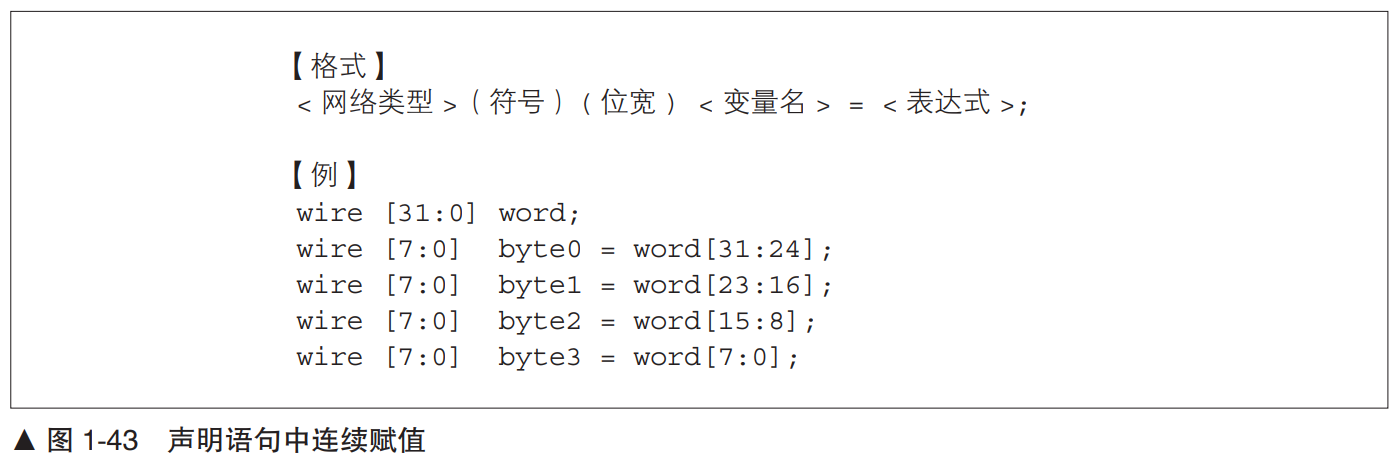 【格式】
< 网络类型 >（符号）( 位宽 ) < 变量名 > = < 表达式 >;
【例】
wire [31:0] word;
wire [7:0]  byte0 = word[31:24];
wire [7:0]  byte1 = word[23:16];
wire [7:0]  byte2 = word[15:8];
wire [7:0]  byte3 = word[7:0];
▲ 图 1-43 声明语句中连续赋值